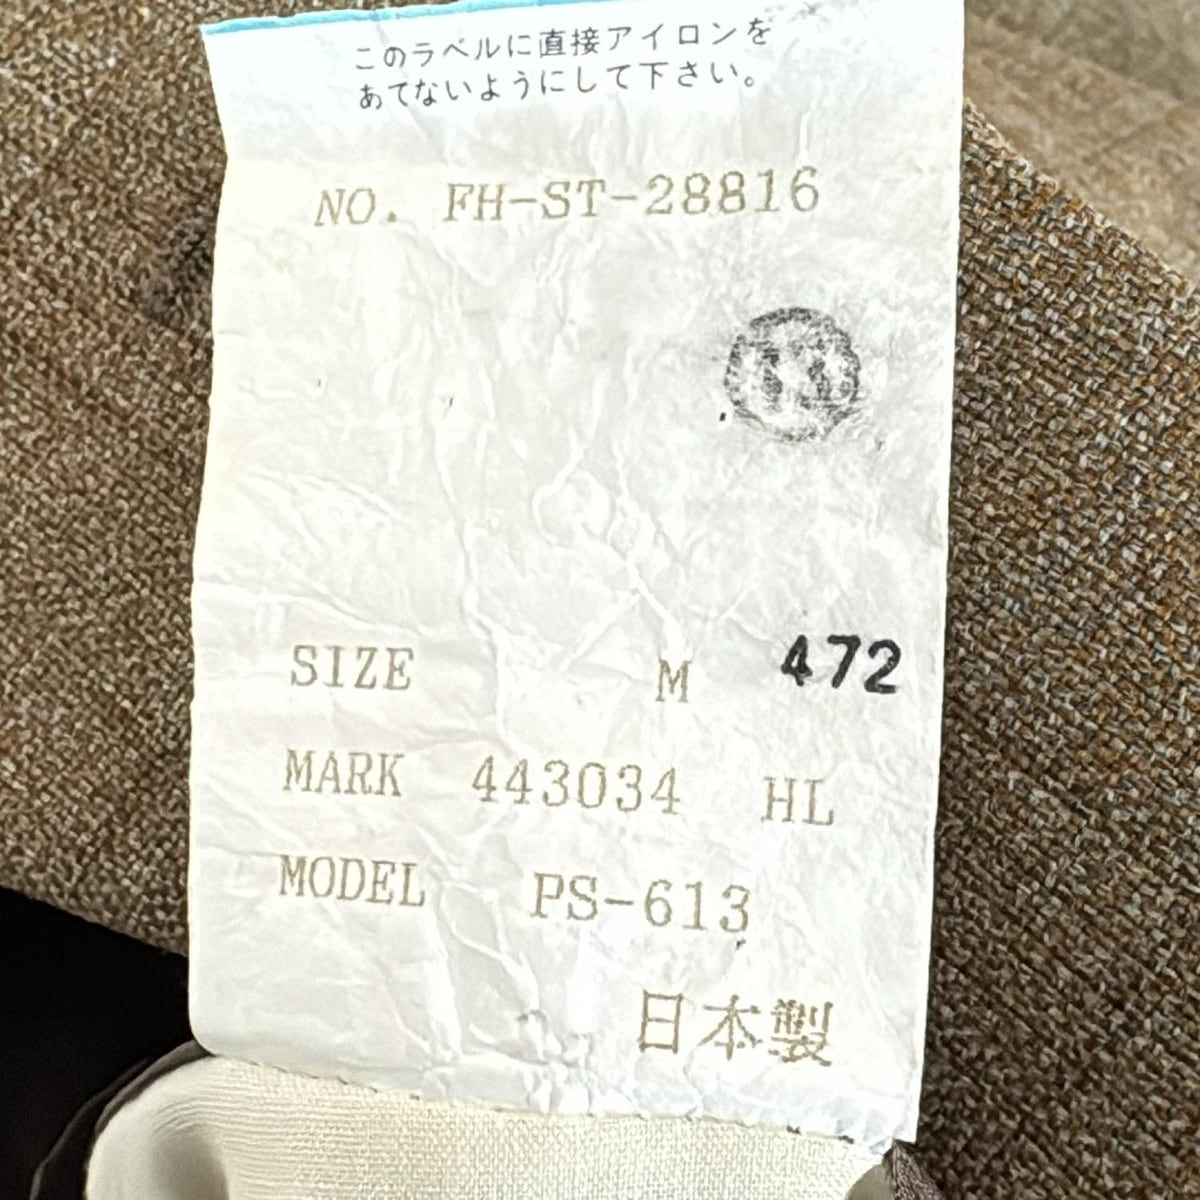 このラベルに直接アイロンを
あてないようにして下さい。
NO. FH-ST-28816
SIZE M 472
MARK 443034 HL
MODEL PS-613
日本製